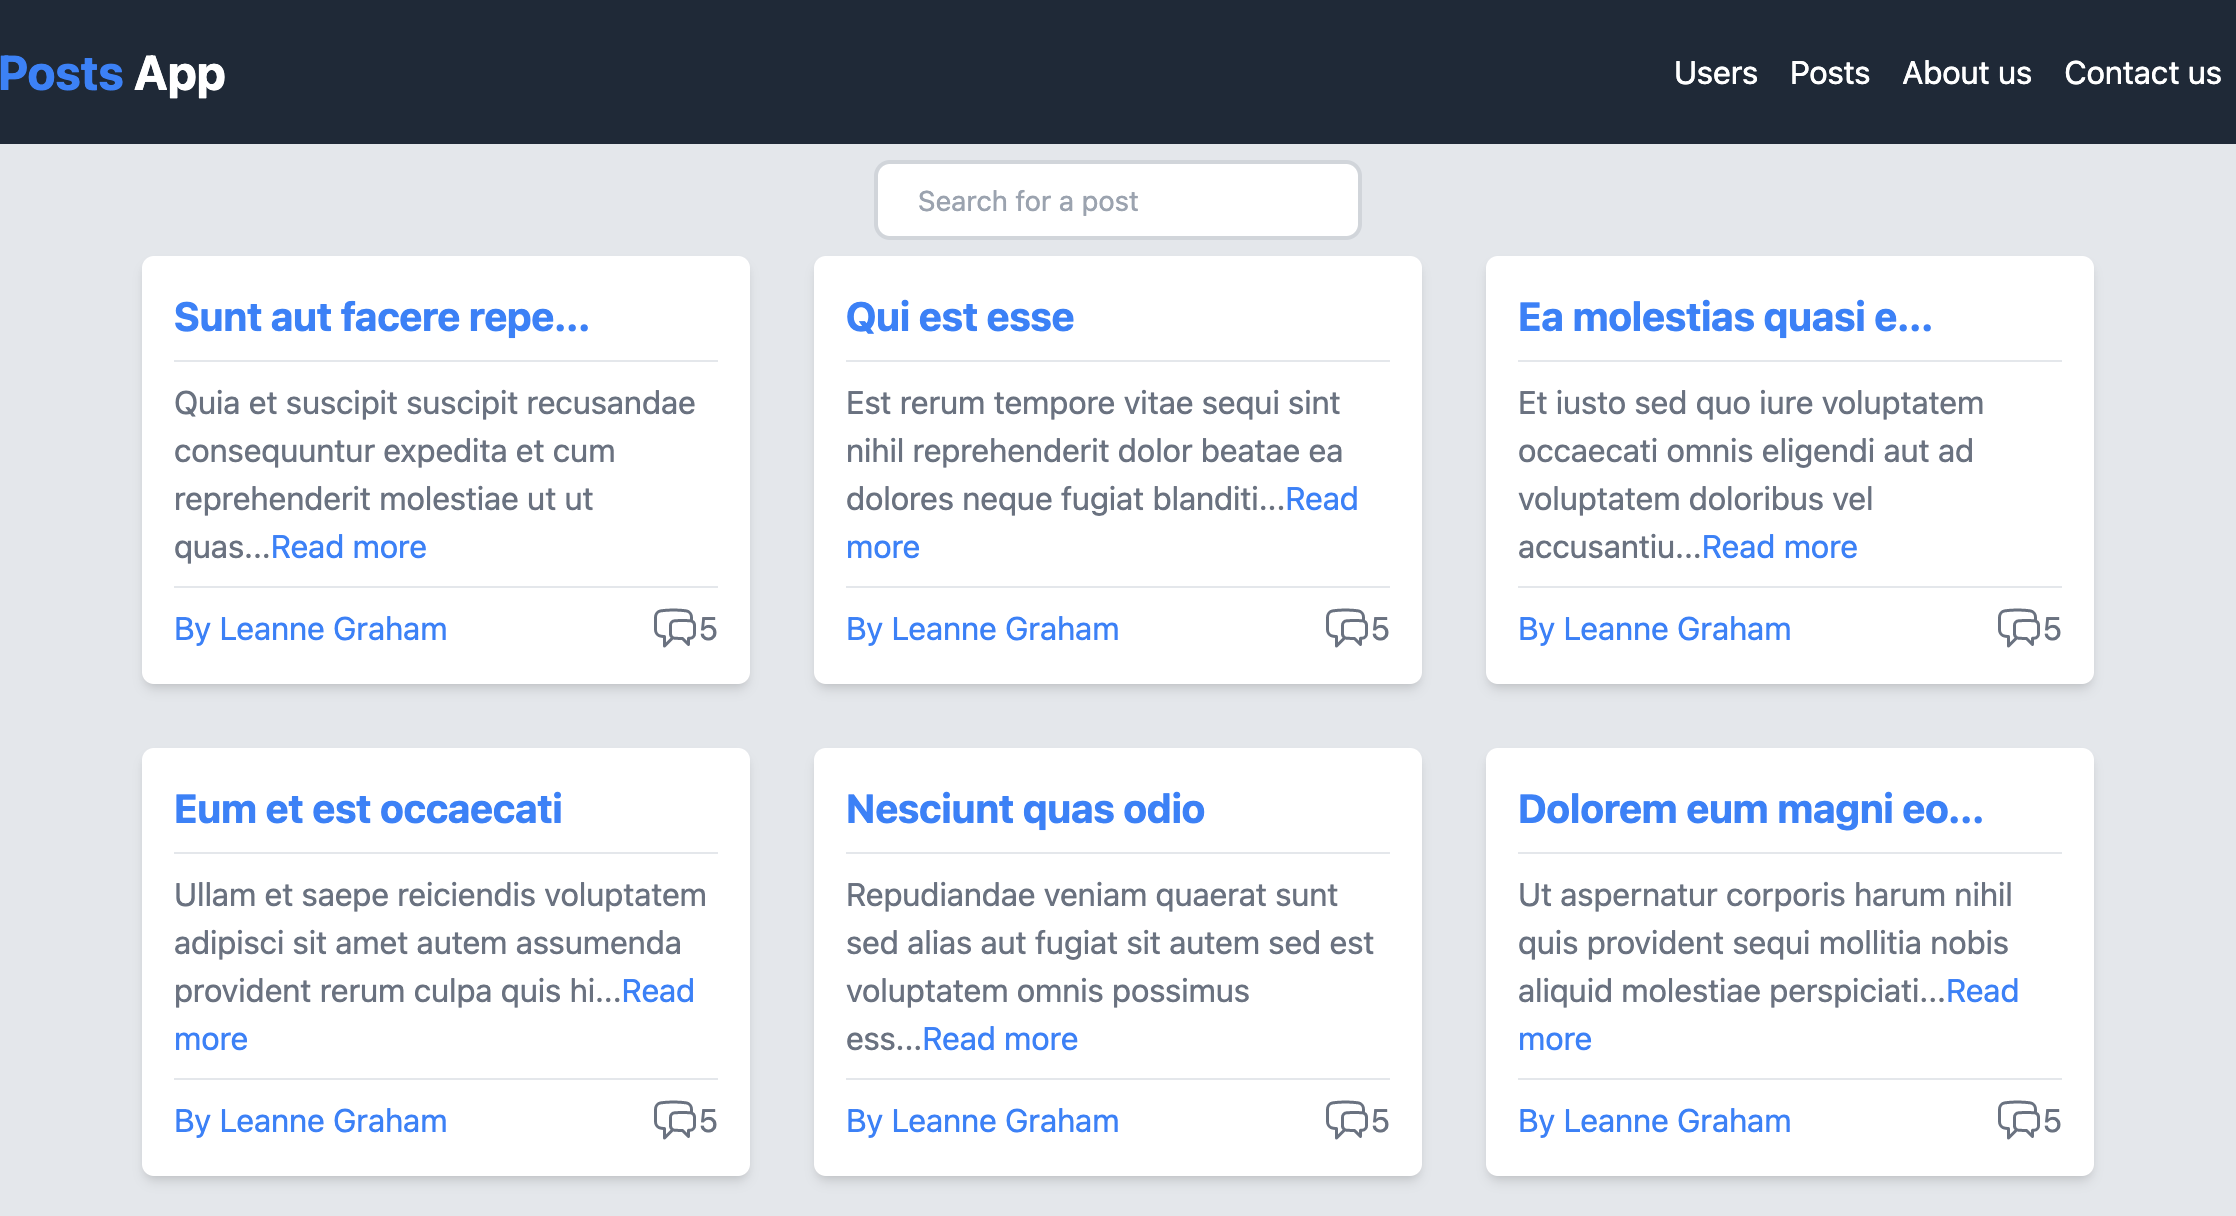 Posts App
Users Posts About us Contact us
Search for a post
Sunt aut facere repe...
Quia et suscipit suscipit recusandae
consequuntur expedita et cum
reprehenderit molestiae ut ut
quas...Read more
By Leanne Graham 5
Qui est esse
Est rerum tempore vitae sequi sint
nihil reprehenderit dolor beatae ea
dolores neque fugiat blanditi...Read
more
By Leanne Graham 5
Ea molestias quasi e...
Et iusto sed quo iure voluptatem
occaecati omnis eligendi aut ad
voluptatem doloribus vel
accusantiu...Read more
By Leanne Graham 5
Eum et est occaecati
Ullam et saepe reiciendis voluptatem
adipisci sit amet autem assumenda
provident rerum culpa quis hi...Read
more
By Leanne Graham 5
Nesciunt quas odio
Repudiandae veniam quaerat sunt
sed alias aut fugiat sit autem sed est
voluptatem omnis possimus
ess...Read more
By Leanne Graham 5
Dolorem eum magni eo...
Ut aspernatur corporis harum nihil
quis provident sequi mollitia nobis
aliquid molestiae perspiciati...Read
more
By Leanne Graham 5